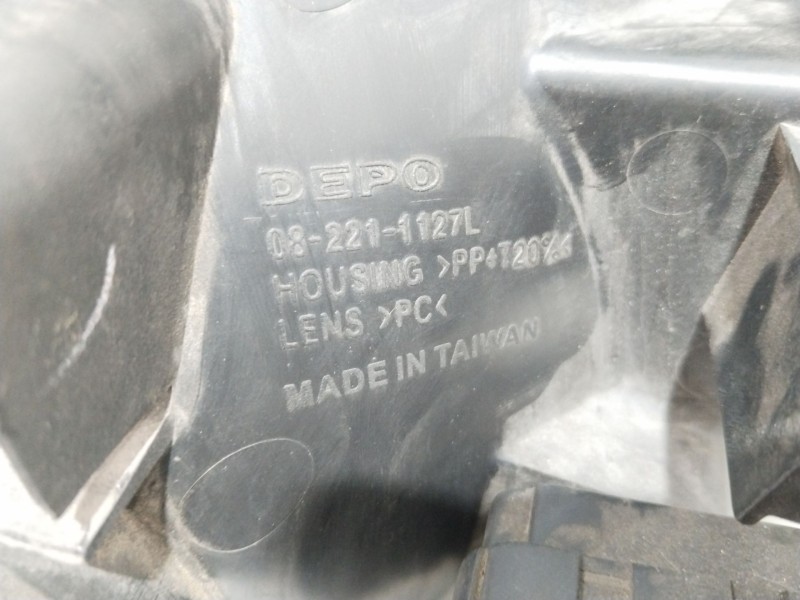 DEPO
08-221-1127L
HOUSING >PP+T20%<
LENS >PC<
MADE IN TAIWAN